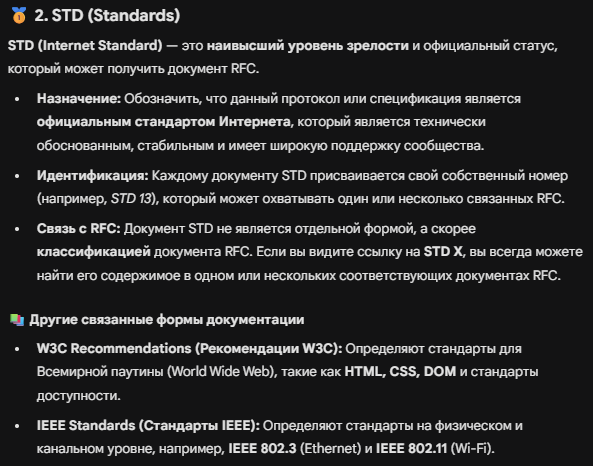 🏅 2. STD (Standards)
STD (Internet Standard) — это наивысший уровень зрелости и официальный статус,
который может получить документ RFC.
• Назначение: Обозначить, что данный протокол или спецификация является
официальным стандартом Интернета, который является технически
обоснованным, стабильным и имеет широкую поддержку сообщества.
• Идентификация: Каждому документу STD присваивается свой собственный номер
(например, STD 13), который может охватывать один или несколько связанных RFC.
• Связь с RFC: Документ STD не является отдельной формой, а скорее
классификацией документа RFC. Если вы видите ссылку на STD X, вы всегда можете
найти его содержимое в одном или нескольких соответствующих документах RFC.
📚 Другие связанные формы документации
• W3C Recommendations (Рекомендации W3C): Определяют стандарты для
Всемирной паутины (World Wide Web), такие как HTML, CSS, DOM и стандарты
доступности.
• IEEE Standards (Стандарты IEEE): Определяют стандарты на физическом и
канальном уровне, например, IEEE 802.3 (Ethernet) и IEEE 802.11 (Wi-Fi).